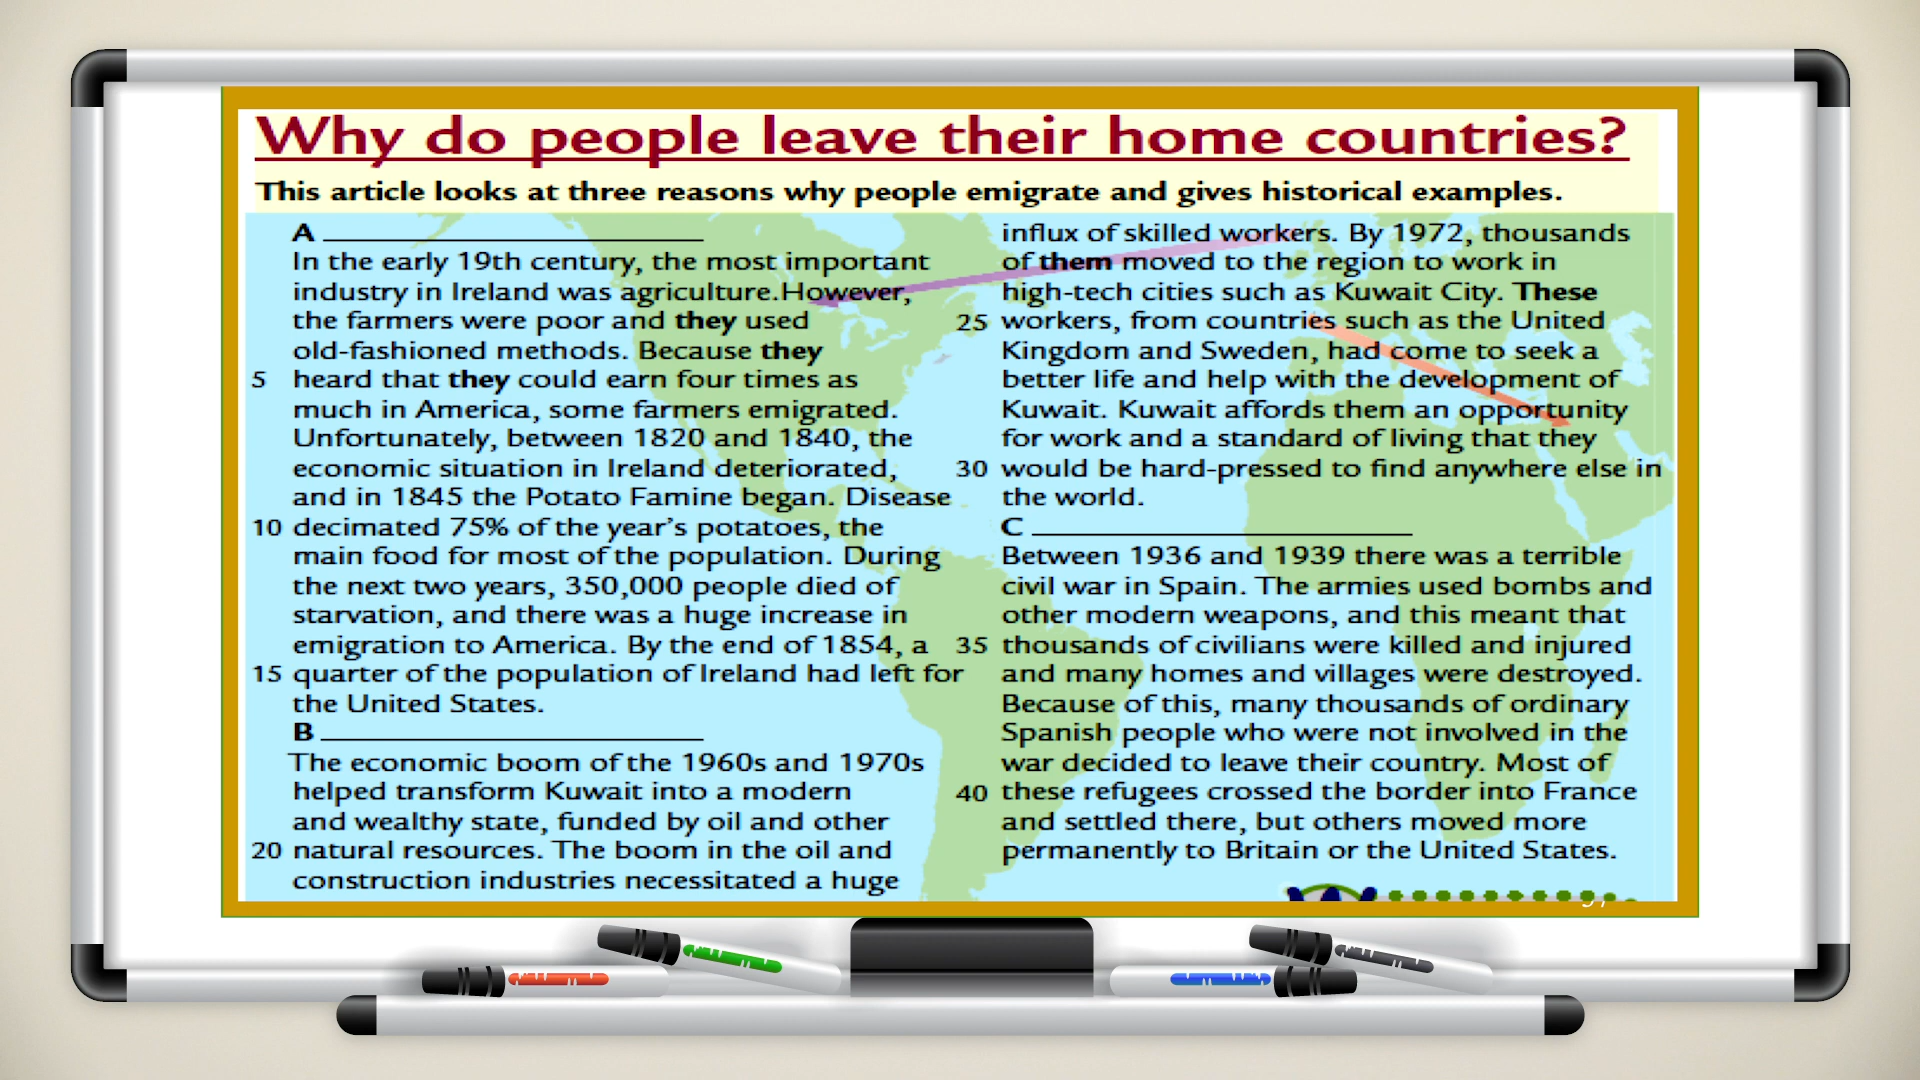 Why do people leave their home countries?
This article looks at three reasons why people emigrate and gives historical examples.
A
In the early 19th century, the most important
industry in Ireland was agriculture.However,
the farmers were poor and they used
old-fashioned methods. Because they
5 heard that they could earn four times as
much in America, some farmers emigrated.
Unfortunately, between 1820 and 1840, the
economic situation in Ireland deteriorated,
and in 1845 the Potato Famine began. Disease
10 decimated 75% of the year's potatoes, the
main food for most of the population. During
the next two years, 350,000 people died of
starvation, and there was a huge increase in
emigration to America. By the end of 1854, a
15 quarter of the population of Ireland had left for
the United States.
B
The economic boom of the 1960s and 1970s
helped transform Kuwait into a modern
and wealthy state, funded by oil and other
20 natural resources. The boom in the oil and
construction industries necessitated a huge
influx of skilled workers. By 1972, thousands
of them moved to the region to work in
high-tech cities such as Kuwait City. These
25 workers, from countries such as the United
Kingdom and Sweden, had come to seek a
better life and help with the development of
Kuwait. Kuwait affords them an opportunity
for work and a standard of living that they
30 would be hard-pressed to find anywhere else in
the world.
C
Between 1936 and 1939 there was a terrible
civil war in Spain. The armies used bombs and
other modern weapons, and this meant that
35 thousands of civilians were killed and injured
and many homes and villages were destroyed.
Because of this, many thousands of ordinary
Spanish people who were not involved in the
war decided to leave their country. Most of
40 these refugees crossed the border into France
and settled there, but others moved more
permanently to Britain or the United States.